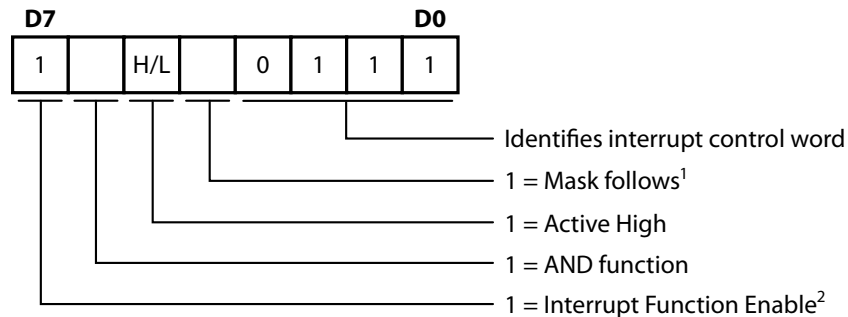 D7 D0
1 H/L 0 1 1 1
Identifies interrupt control word
1 = Mask follows¹
1 = Active High
1 = AND function
1 = Interrupt Function Enable²